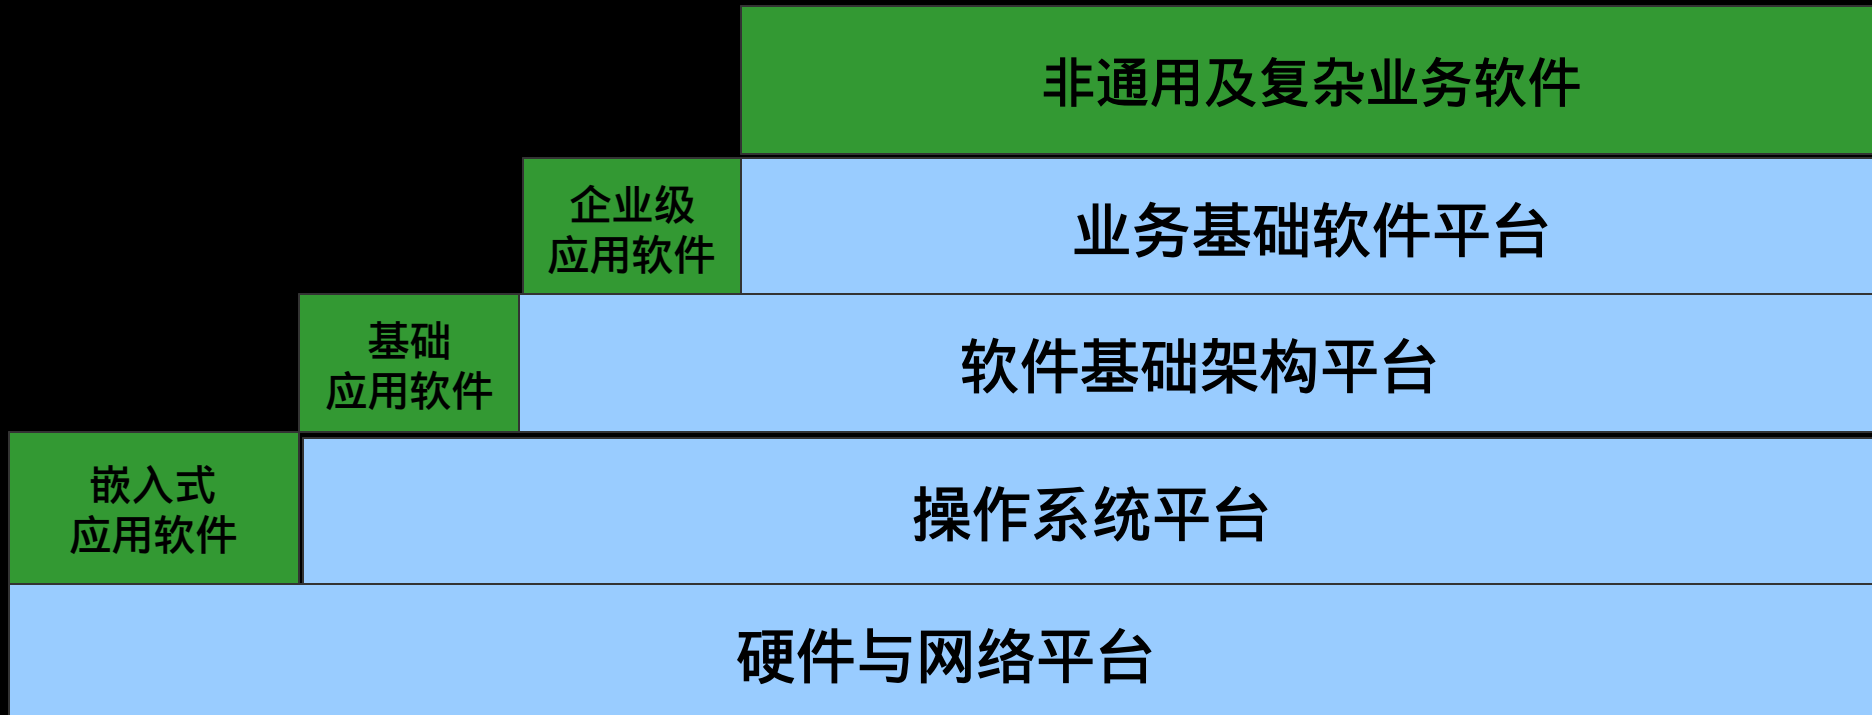 非通用及复杂业务软件
企业级
应用软件
业务基础软件平台
基础
应用软件
软件基础架构平台
嵌入式
应用软件
操作系统平台
硬件与网络平台